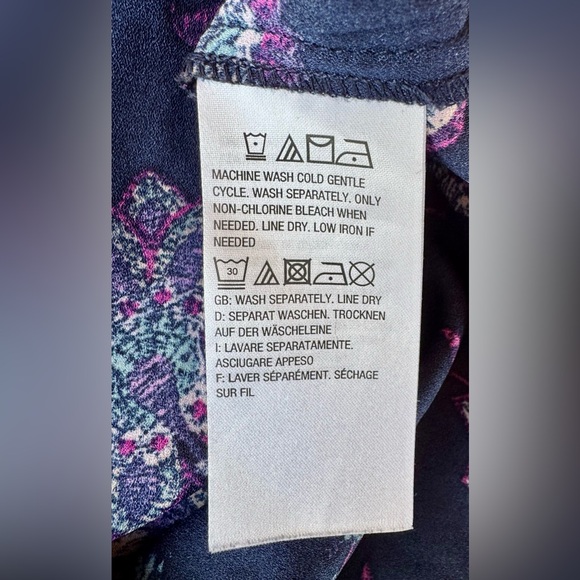 MACHINE WASH COLD GENTLE
CYCLE. WASH SEPARATELY. ONLY
NON-CHLORINE BLEACH WHEN
NEEDED. LINE DRY. LOW IRON IF
NEEDED
30
GB: WASH SEPARATELY. LINE DRY
D: SEPARAT WASCHEN. TROCKNEN
AUF DER WÄSCHELEINE
I: LAVARE SEPARATAMENTE.
ASCIUGARE APPESO
F: LAVER SÉPARÉMENT. SÉCHAGE
SUR FIL